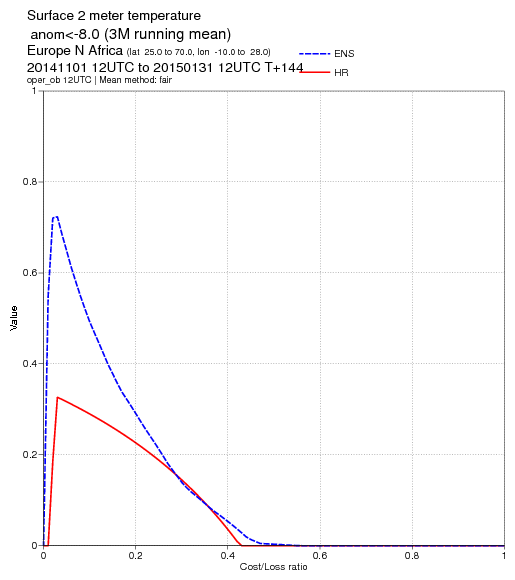 Surface 2 meter temperature
anom<-8.0 (3M running mean)
Europe N Africa (lat 25.0 to 70.0, lon -10.0 to 28.0)
20141101 12UTC to 20150131 12UTC T+144
oper_ob 12UTC | Mean method: fair
ENS
HR
1
0.8
0.6
0.4
0.2
0
Value
0 0.2 0.4 0.6 0.8 1
Cost/Loss ratio